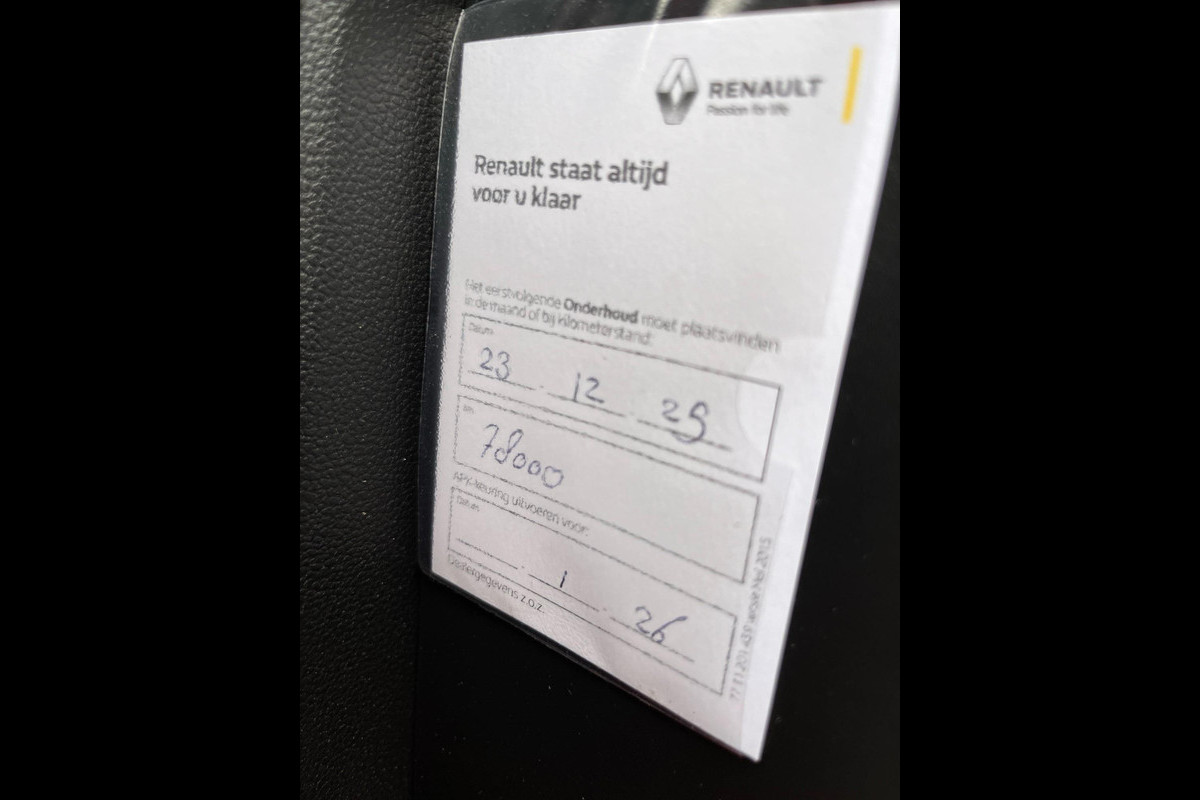 RENAULT
Passion for life
Renault staat altijd
voor u klaar
Het eerstvolgende Onderhoud moet plaatsvinden
in de maand of bij kilometerstand:
Datum
23 12 25
km
78000
APK-keuring uitvoeren voor:
Datum
1 26
Dealergegevens z.o.z.